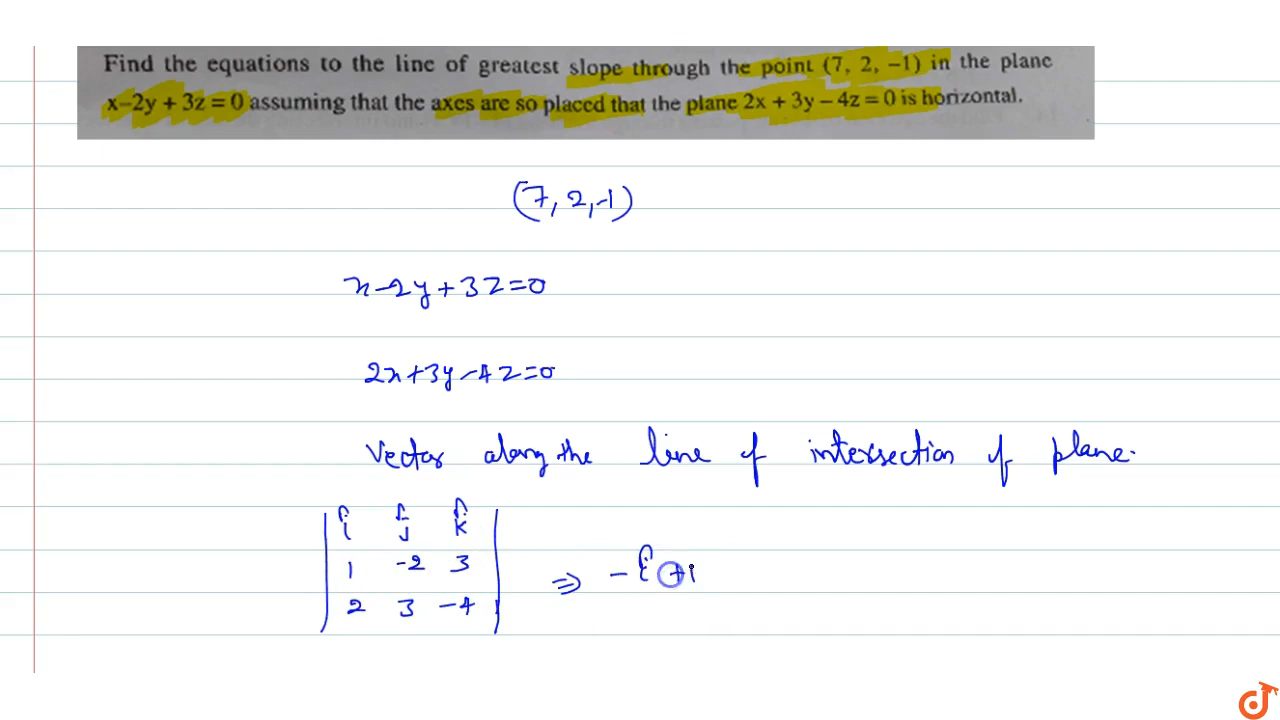 Find the equations to the line of greatest slope through the point (7, 2, −1) in the plane
x−2y + 3z = 0 assuming that the axes are so placed that the plane 2x + 3y − 4z = 0 is horizontal.
(7, 2, -1)
x-2y+3z=0
2x+3y-4z=0
Vector along the line of intersection of plane.
| î ĵ k̂ |
| 1 -2 3 | ⇒ - î +1
| 2 3 -4 |